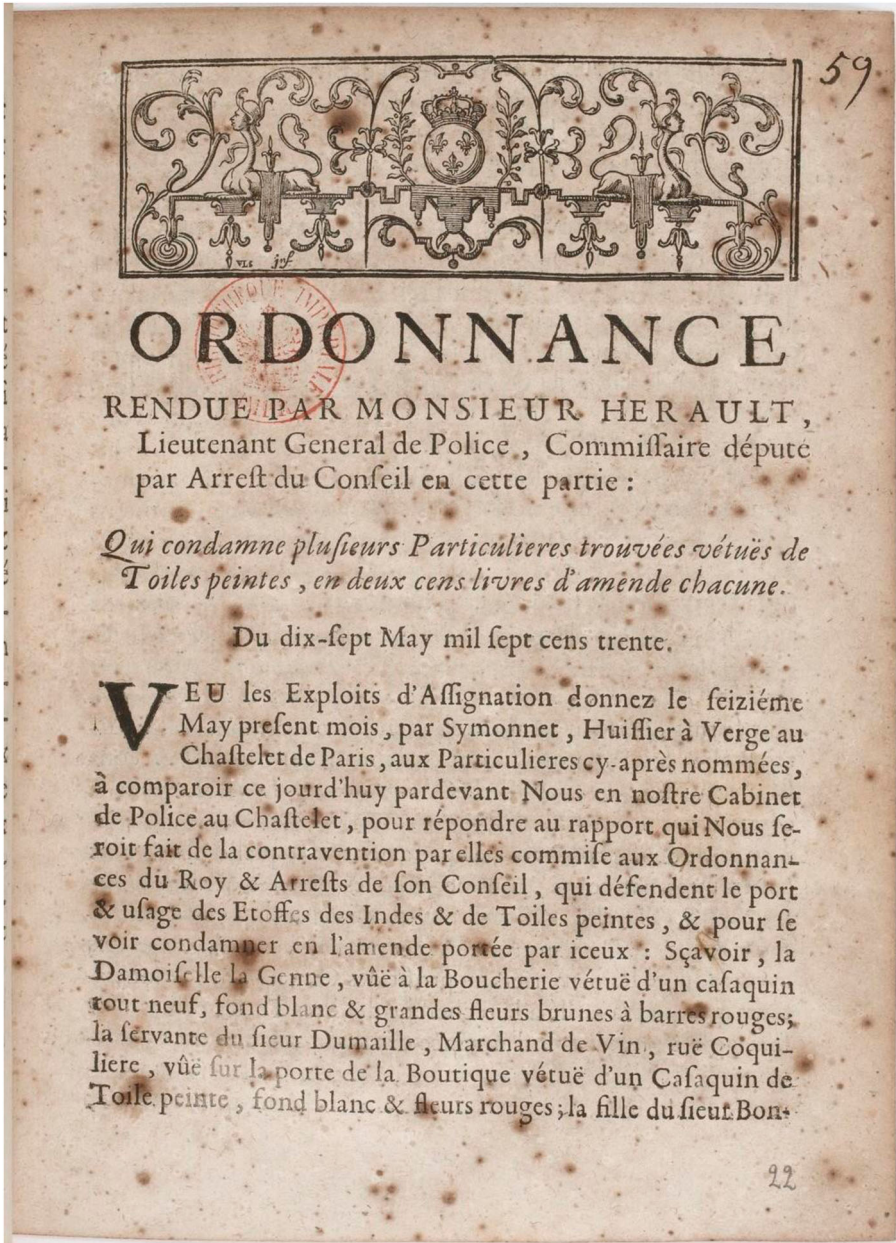 59
VLS
ORDONNANCE
RENDUE PAR MONSIEUR HERAULT,
Lieutenant General de Police, Commiſſaire député
par Arreſt du Conſeil en cette partie :
Qui condamne pluſieurs Particulieres trouvées vétuës de
Toiles peintes, en deux cens livres d'amende chacune.
Du dix-ſept May mil ſept cens trente.
VEU les Exploits d'Aſſignation donnez le ſeiziéme
May preſent mois, par Symonnet, Huiſſier à Verge au
Chaſtelet de Paris, aux Particulieres cy-après nommées,
à comparoir ce jourd'huy pardevant Nous en noſtre Cabinet
de Police au Chaſtelet, pour répondre au rapport qui Nous ſe-
roit fait de la contravention par elles commiſe aux Ordonnan-
ces du Roy & Arreſts de ſon Conſeil, qui défendent le port
& uſage des Etoffes des Indes & de Toiles peintes, & pour ſe
voir condamner en l'amende portée par iceux : Sçavoir, la
Damoiſelle la Genne, vûë à la Boucherie vétuë d'un caſaquin
tout neuf, fond blanc & grandes fleurs brunes à barres rouges;
la ſervante du ſieur Dumaille, Marchand de Vin, ruë Coqui-
liere, vûë ſur la porte de la Boutique vétuë d'un Caſaquin de
Toile peinte, fond blanc & fleurs rouges; la fille du ſieur Bon-
22